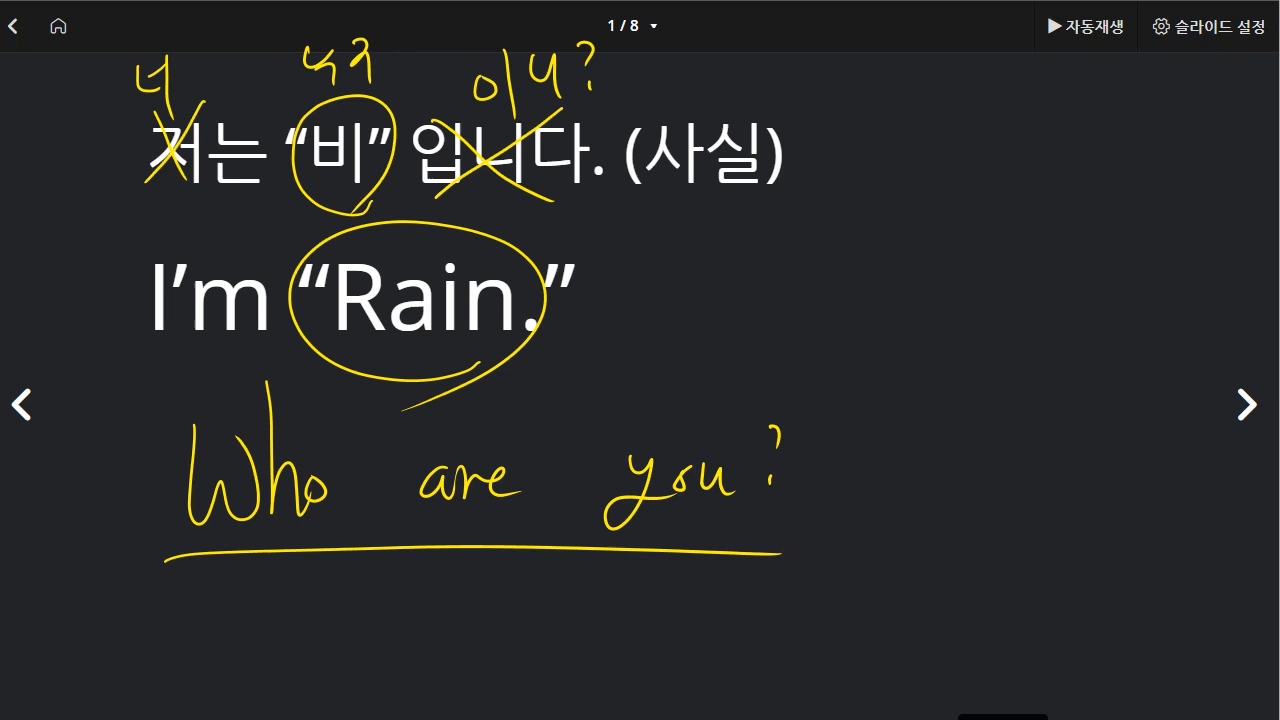 1 / 8
자동재생
슬라이드 설정
너 누구 이니?
저는 “비” 입니다. (사실)
I’m “Rain.”
Who are you?